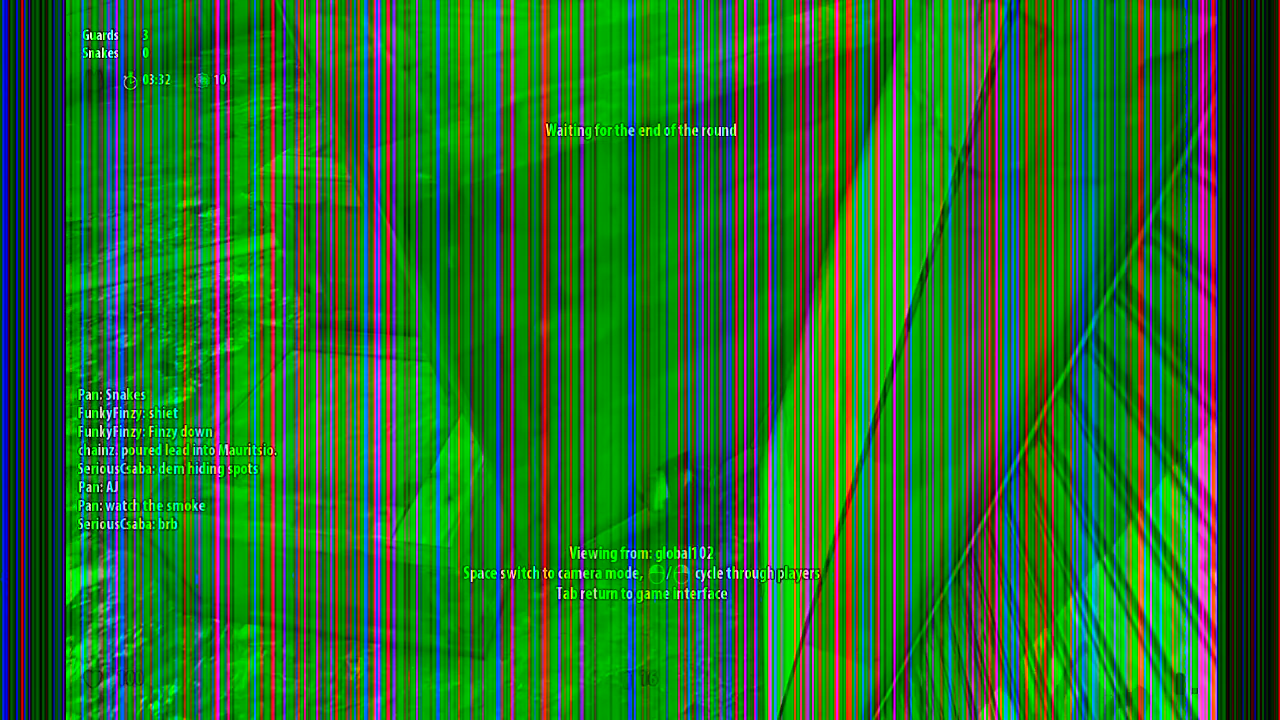 Guards 3
Snakes 0
03:32 10
Waiting for the end of the round
Pan: Snakes
FunkyFinzy: shiet
FunkyFinzy: Finzy down
chainz. poured lead into Mauritsio.
SeriousCsaba: dem hiding spots
Pan: AJ
Pan: watch the smoke
SeriousCsaba: brb
Viewing from: global102
Space switch to camera mode, / cycle through players
Tab return to game interface
100